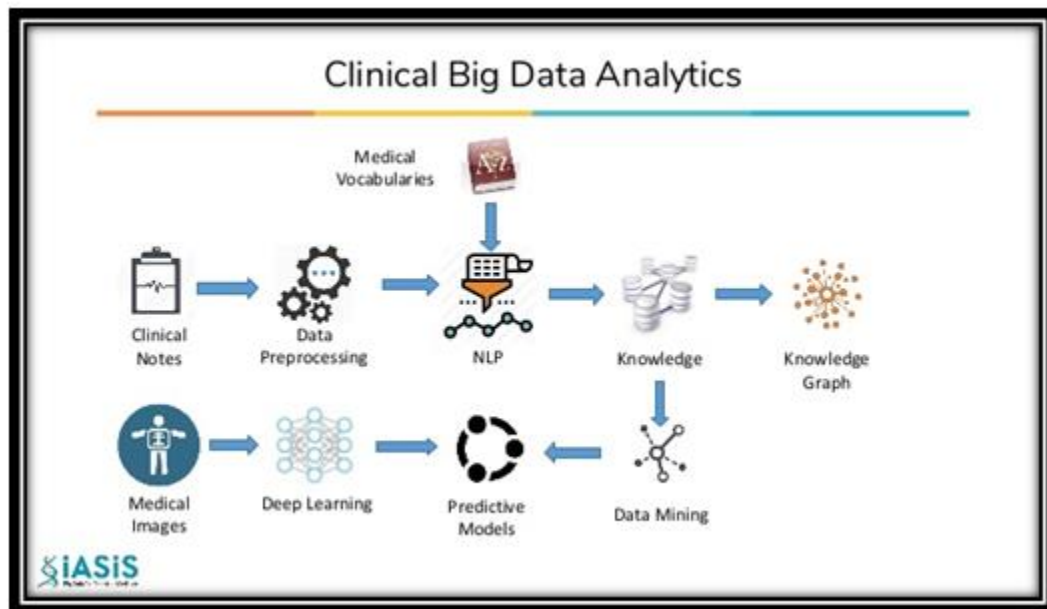 Clinical Big Data Analytics
Medical
Vocabularies
A-Z
Clinical
Notes
Data
Preprocessing
NLP
Knowledge
Knowledge
Graph
Medical
Images
Deep Learning
Predictive
Models
Data Mining
iASiS